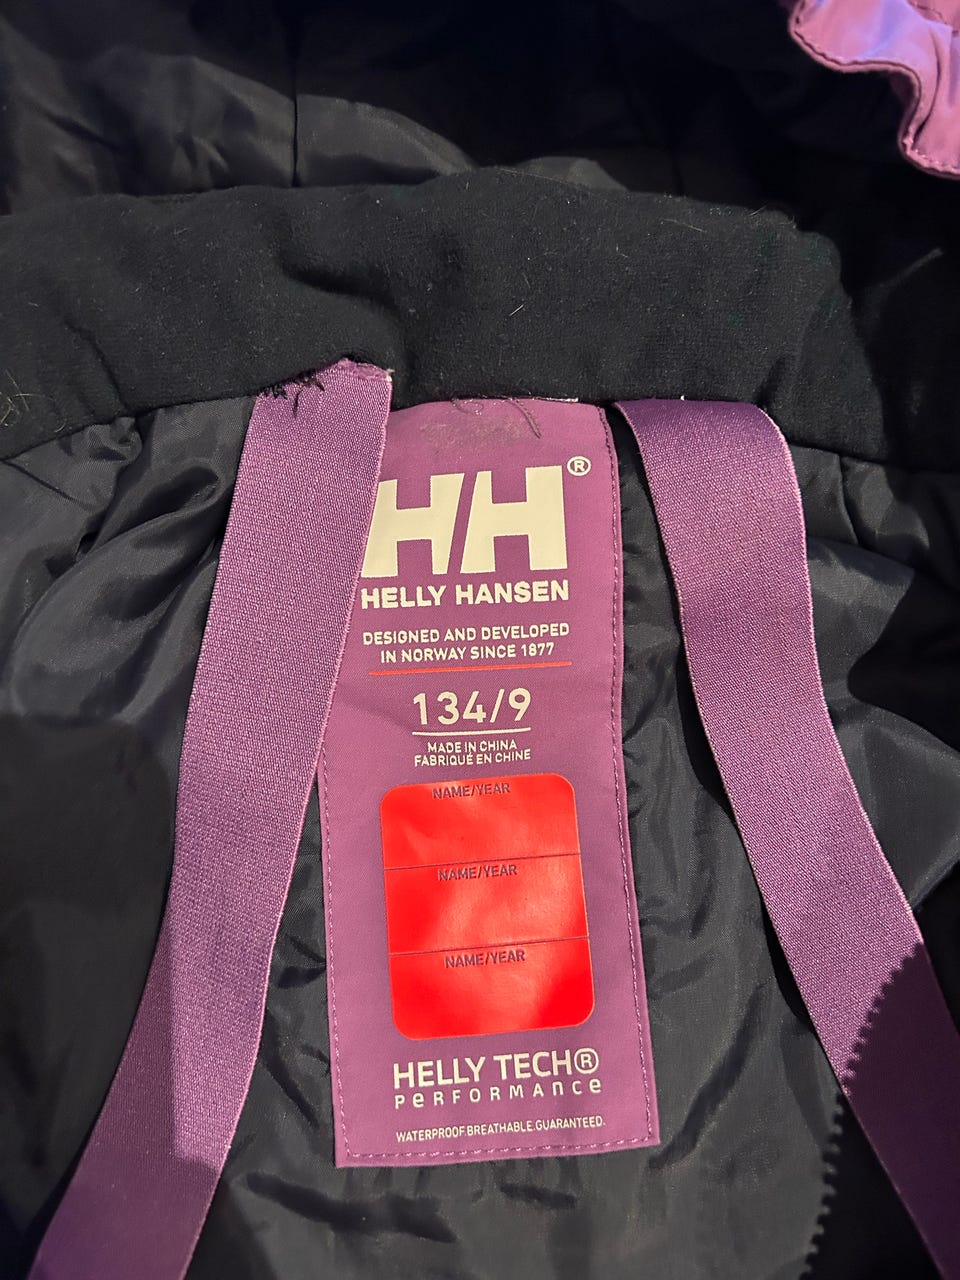 HH®
HELLY HANSEN
DESIGNED AND DEVELOPED
IN NORWAY SINCE 1877
134/9
MADE IN CHINA
FABRIQUÉ EN CHINE
NAME/YEAR
NAME/YEAR
NAME/YEAR
HELLY TECH®
PERFORMANCE
WATERPROOF.BREATHABLE.GUARANTEED.